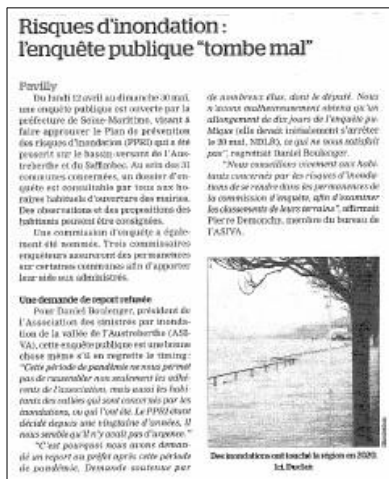 Risques d'inondation :
l'enquête publique "tombe mal"
Pavilly
Du lundi 12 avril au dimanche 30 mai,
une enquête publique est ouverte par la
préfecture de Seine-Maritime, visant à
faire approuver le Plan de prévention
des risques d'inondation (PPRI) qui a été
prescrit sur le bassin-versant de l'Aus-
treberthe et du Saffimbec. Au sein des 31
communes concernées, un dossier d'en-
quête est consultable par tous aux ho-
raires habituels d'ouverture des mairies.
Des observations et des propositions des
habitants peuvent être consignées.
Une commission d'enquête a égale-
ment été nommée. Trois commissaires
enquêteurs assureront des permanences
sur certaines communes afin d'apporter
leur aide aux administrés.
Une demande de report refusée
Pour Daniel Boulenger, président de
l'Association des sinistrés par inonda-
tion de la vallée de l'Austreberthe (ASI-
VA), cette enquête publique est une bonne
chose même s'il en regrette le timing :
"Cette période de pandémie ne nous permet
pas de rassembler non seulement les adhé-
rents de l'association, mais aussi les habi-
tants des vallées qui sont concernés par les
inondations, ou qui l'ont été. Le PPRI étant
décidé depuis une vingtaine d'années, il
nous semble qu'il n'y avait pas d'urgence."
"C'est pourquoi nous avons deman-
dé un report au préfet après cette période
de pandémie. Demande soutenue par
de nombreux élus, dont le député. Nous
n'avons malheureusement obtenu qu'un
allongement de dix jours de l'enquête pu-
blique (elle devait initialement s'arrêter
le 20 mai, NDLR), ce qui ne nous satisfait
pas", regrettait Daniel Boulenger.
"Nous conseillons vivement aux habi-
tants concernés par les risques d'inonda-
tions de se rendre dans les permanences de
la commission d'enquête, afin d'examiner
les classements de leurs terrains", affirmait
Pierre Demonchy, membre du bureau de
l'ASIVA.
Des inondations ont touché la région en 2020.
Ici, Duclair